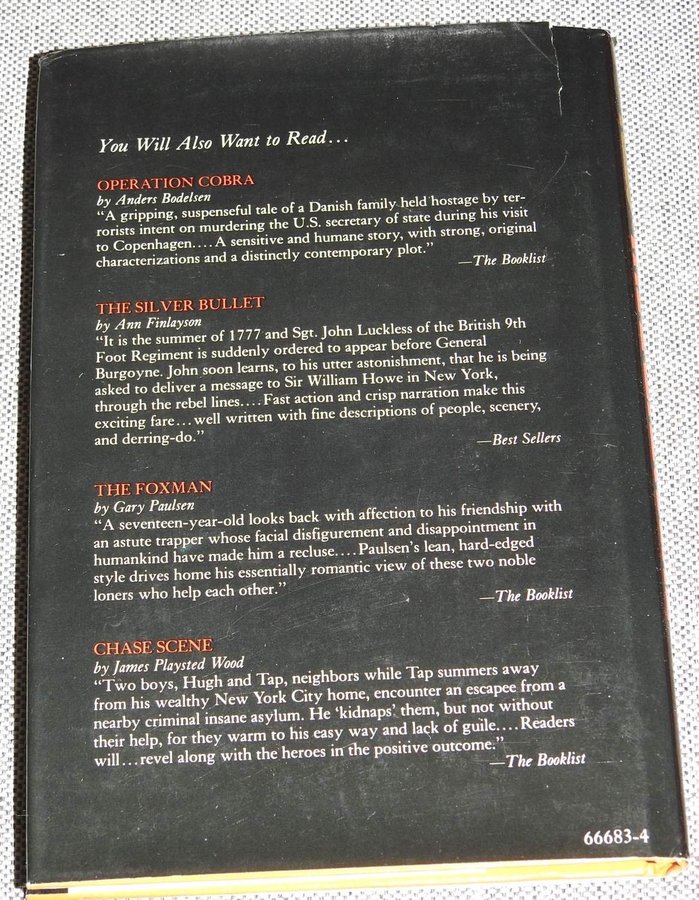 You Will Also Want to Read...
OPERATION COBRA
by Anders Bodelsen
“A gripping, suspenseful tale of a Danish family held hostage by ter-
rorists intent on murdering the U.S. secretary of state during his visit
to Copenhagen....A sensitive and humane story, with strong, original
characterizations and a distinctly contemporary plot.”
—The Booklist
THE SILVER BULLET
by Ann Finlayson
“It is the summer of 1777 and Sgt. John Luckless of the British 9th
Foot Regiment is suddenly ordered to appear before General
Burgoyne. John soon learns, to his utter astonishment, that he is being
asked to deliver a message to Sir William Howe in New York,
through the rebel lines....Fast action and crisp narration make this
exciting fare...well written with fine descriptions of people, scenery,
and derring-do.”
—Best Sellers
THE FOXMAN
by Gary Paulsen
“A seventeen-year-old looks back with affection to his friendship with
an astute trapper whose facial disfigurement and disappointment in
humankind have made him a recluse....Paulsen's lean, hard-edged
style drives home his essentially romantic view of these two noble
loners who help each other.”
—The Booklist
CHASE SCENE
by James Playsted Wood
“Two boys, Hugh and Tap, neighbors while Tap summers away
from his wealthy New York City home, encounter an escapee from a
nearby criminal insane asylum. He ‘kidnaps’ them, but not without
their help, for they warm to his easy way and lack of guile....Readers
will...revel along with the heroes in the positive outcome.”
—The Booklist
66683-4